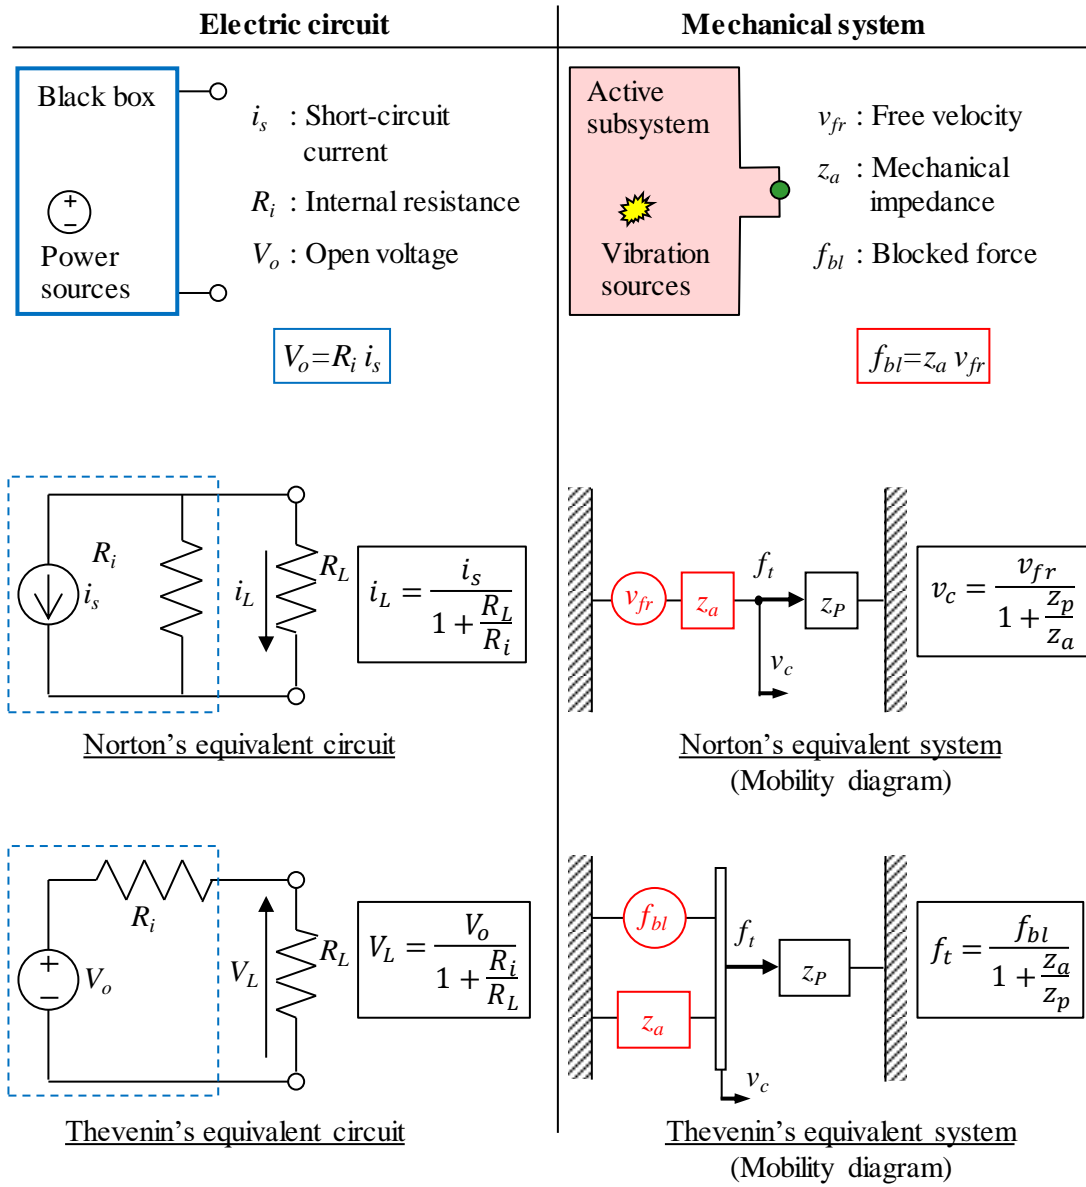 Electric circuit
Black box
+
−
Power
sources
i_s : Short-circuit
current
R_i : Internal resistance
V_o : Open voltage
V_o=R_i i_s
R_i
i_s
i_L
R_L
i_L = i_s / (1 + R_L/R_i)
Norton's equivalent circuit
R_i
+
−
V_o
V_L
R_L
V_L = V_o / (1 + R_i/R_L)
Thevenin's equivalent circuit
Mechanical system
Active
subsystem
Vibration
sources
v_fr : Free velocity
z_a : Mechanical
impedance
f_bl : Blocked force
f_bl=z_a v_fr
v_fr
z_a
f_t
z_P
v_c
v_c = v_fr / (1 + z_p/z_a)
Norton's equivalent system
(Mobility diagram)
f_bl
z_a
f_t
z_P
v_c
f_t = f_bl / (1 + z_a/z_p)
Thevenin's equivalent system
(Mobility diagram)